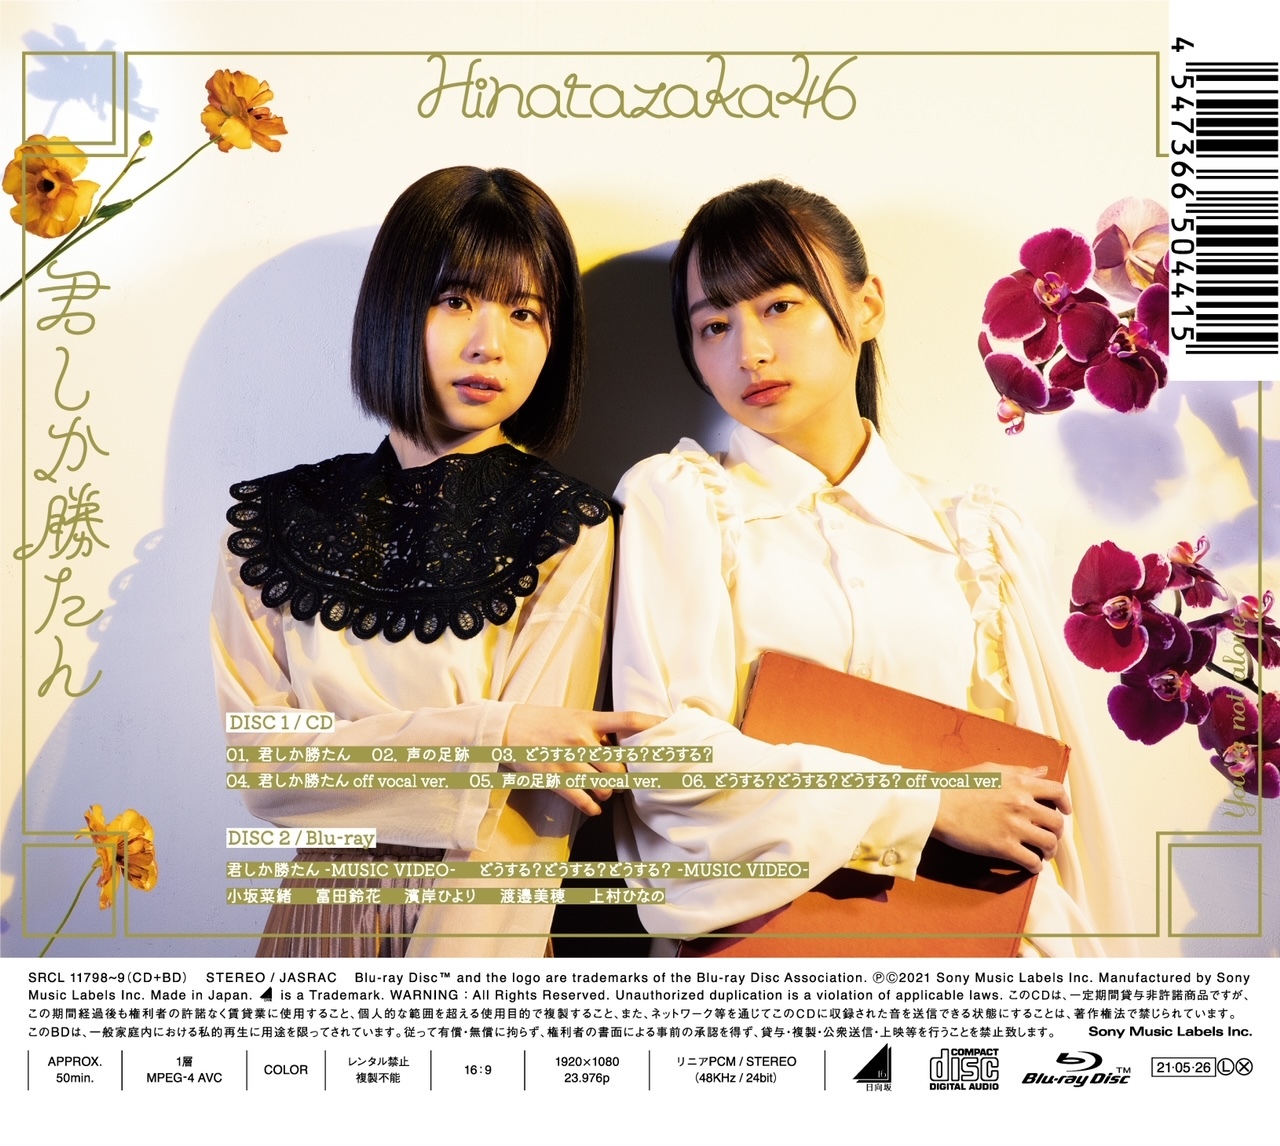 Hinatazaka46
4 547366 504415
君しか勝たん
You're not alone.
DISC 1 / CD
01. 君しか勝たん 02. 声の足跡 03. どうする?どうする?どうする?
04. 君しか勝たん off vocal ver. 05. 声の足跡 off vocal ver. 06. どうする?どうする?どうする? off vocal ver.
DISC 2 / Blu-ray
君しか勝たん -MUSIC VIDEO- どうする?どうする?どうする? -MUSIC VIDEO-
小坂菜緒 富田鈴花 濱岸ひより 渡邉美穂 上村ひなの
SRCL 11798~9(CD+BD) STEREO / JASRAC Blu-ray Disc™ and the logo are trademarks of the Blu-ray Disc Association. ℗©2021 Sony Music Labels Inc. Manufactured by Sony
Music Labels Inc. Made in Japan. is a Trademark. WARNING : All Rights Reserved. Unauthorized duplication is a violation of applicable laws. このCDは、一定期間貸与非許諾商品ですが、
この期間経過後も権利者の許諾なく賃貸業に使用すること、個人的な範囲を超える使用目的で複製すること、また、ネットワーク等を通じてこのCDに収録された音を送信できる状態にすることは、著作権法で禁じられています。
このBDは、一般家庭内における私的再生に用途を限ってされています。従って有償・無償に拘らず、権利者の書面による事前の承認を得ず、貸与・複製・公衆送信・上映等を行うことを禁止致します。 Sony Music Labels Inc.
APPROX.
50min.
1層
MPEG-4 AVC
COLOR
レンタル禁止
複製不能
16:9
1920×1080
23.976p
リニアPCM / STEREO
(48KHz / 24bit)
46
日向坂
COMPACT
disc
DIGITAL AUDIO
Blu-ray Disc™
21·05·26 Ⓛ Ⓧ